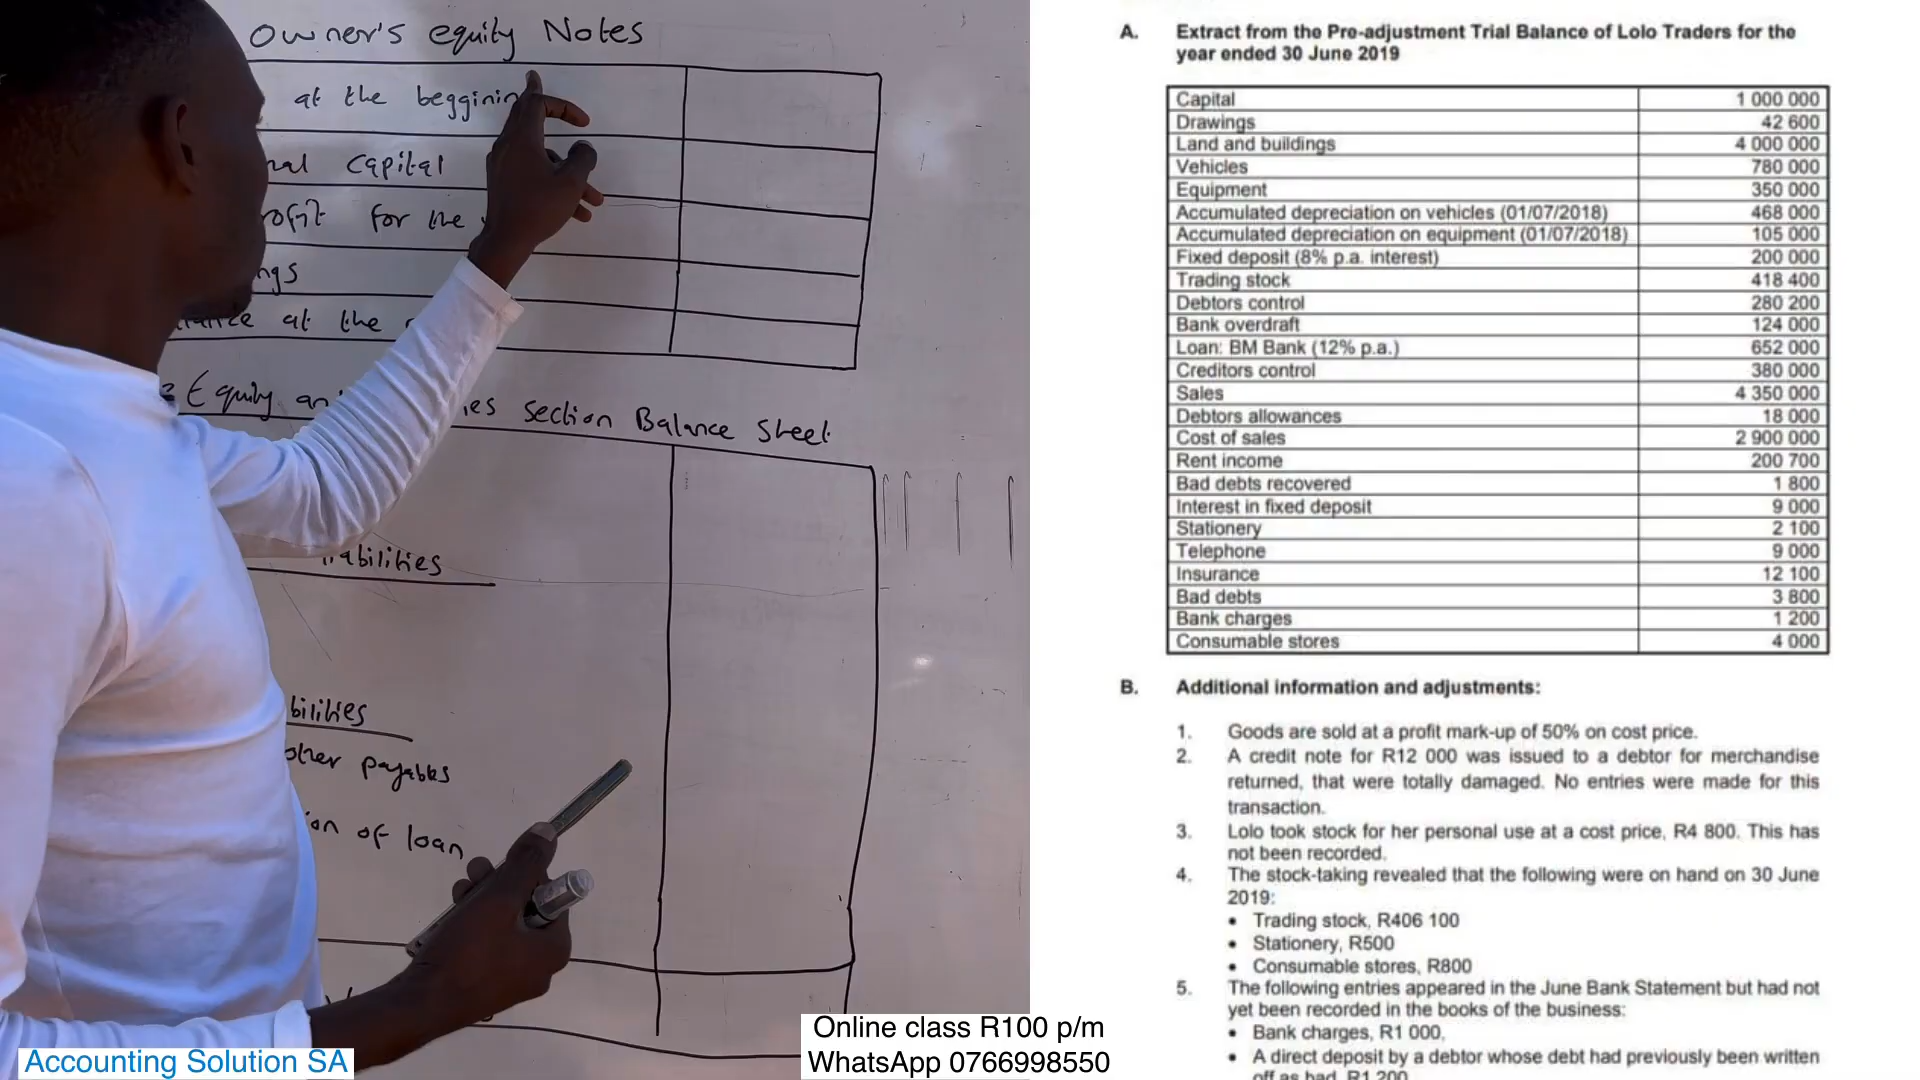 Owner's equity Notes
at the beggining
Capital
for the
at the
Equity
section Balance Sheet
other payables
of loan
Accounting Solution SA
Online class R100 p/m
WhatsApp 0766998550
A. Extract from the Pre-adjustment Trial Balance of Lolo Traders for the
year ended 30 June 2019
Capital 1 000 000
Drawings 42 600
Land and buildings 4 000 000
Vehicles 780 000
Equipment 350 000
Accumulated depreciation on vehicles (01/07/2018) 468 000
Accumulated depreciation on equipment (01/07/2018) 105 000
Fixed deposit (8% p.a. interest) 200 000
Trading stock 418 400
Debtors control 280 200
Bank overdraft 124 000
Loan: BM Bank (12% p.a.) 652 000
Creditors control 380 000
Sales 4 350 000
Debtors allowances 18 000
Cost of sales 2 900 000
Rent income 200 700
Bad debts recovered 1 800
Interest in fixed deposit 9 000
Stationery 2 100
Telephone 9 000
Insurance 12 100
Bad debts 3 800
Bank charges 1 200
Consumable stores 4 000
B. Additional information and adjustments:
1. Goods are sold at a profit mark-up of 50% on cost price.
2. A credit note for R12 000 was issued to a debtor for merchandise
returned, that were totally damaged. No entries were made for this
transaction.
3. Lolo took stock for her personal use at a cost price, R4 800. This has
not been recorded.
4. The stock-taking revealed that the following were on hand on 30 June
2019:
• Trading stock, R406 100
• Stationery, R500
• Consumable stores, R800
5. The following entries appeared in the June Bank Statement but had not
yet been recorded in the books of the business:
• Bank charges, R1 000,
• A direct deposit by a debtor whose debt had previously been written
off as bad, R1 200